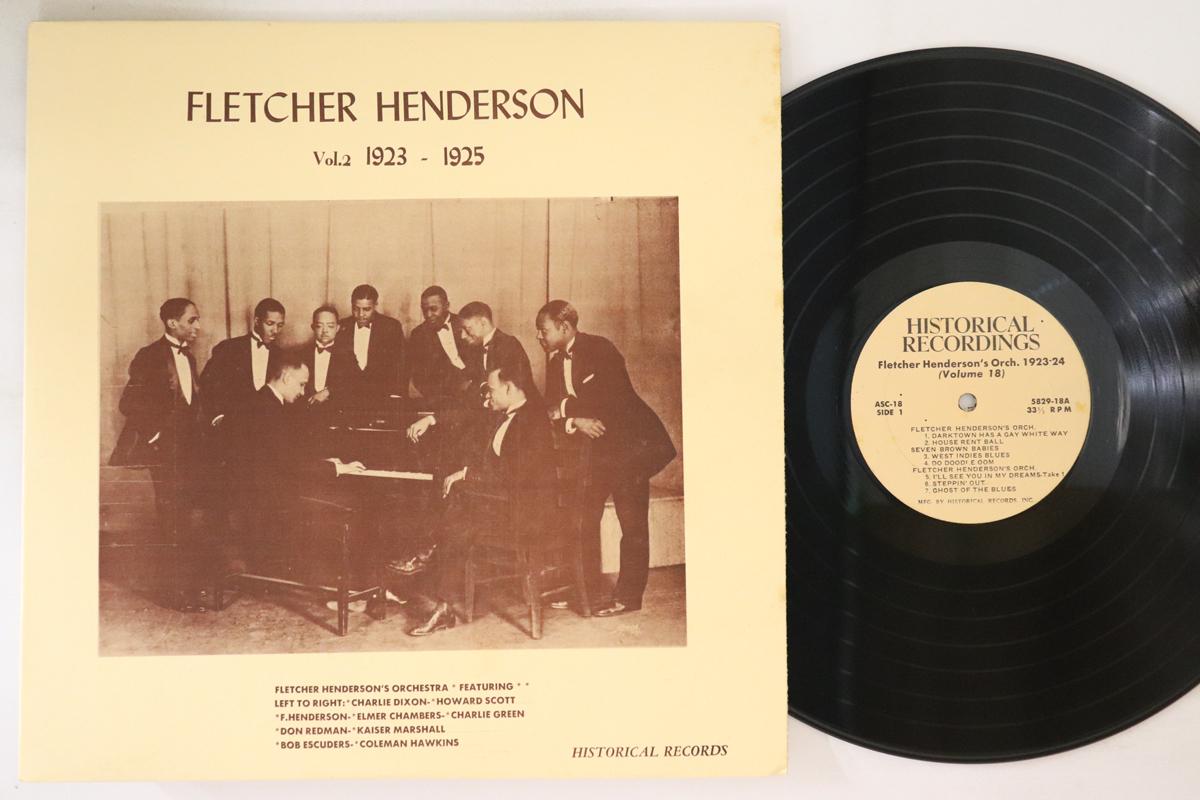 FLETCHER HENDERSON
Vol.2 1923 - 1925
FLETCHER HENDERSON'S ORCHESTRA * FEATURING * *
LEFT TO RIGHT:*CHARLIE DIXON-*HOWARD SCOTT
*F.HENDERSON-*ELMER CHAMBERS-*CHARLIE GREEN
*DON REDMAN-*KAISER MARSHALL
*BOB ESCUDERS-*COLEMAN HAWKINS
HISTORICAL RECORDS
HISTORICAL
RECORDINGS
Fletcher Henderson's Orch. 1923-24
(Volume 18)
ASC-18
SIDE 1
5829-18A
33⅓ RPM
FLETCHER HENDERSON'S ORCH.
1. DARKTOWN HAS A GAY WHITE WAY
2. HOUSE RENT BALL
SEVEN BROWN BABIES
3. WEST INDIES BLUES
4. DO DOODLE OOM
FLETCHER HENDERSON'S ORCH.
5. I'LL SEE YOU IN MY DREAMS-Take 1
6. STEPPIN' OUT
7. GHOST OF THE BLUES
MFG. BY HISTORICAL RECORDS, INC.